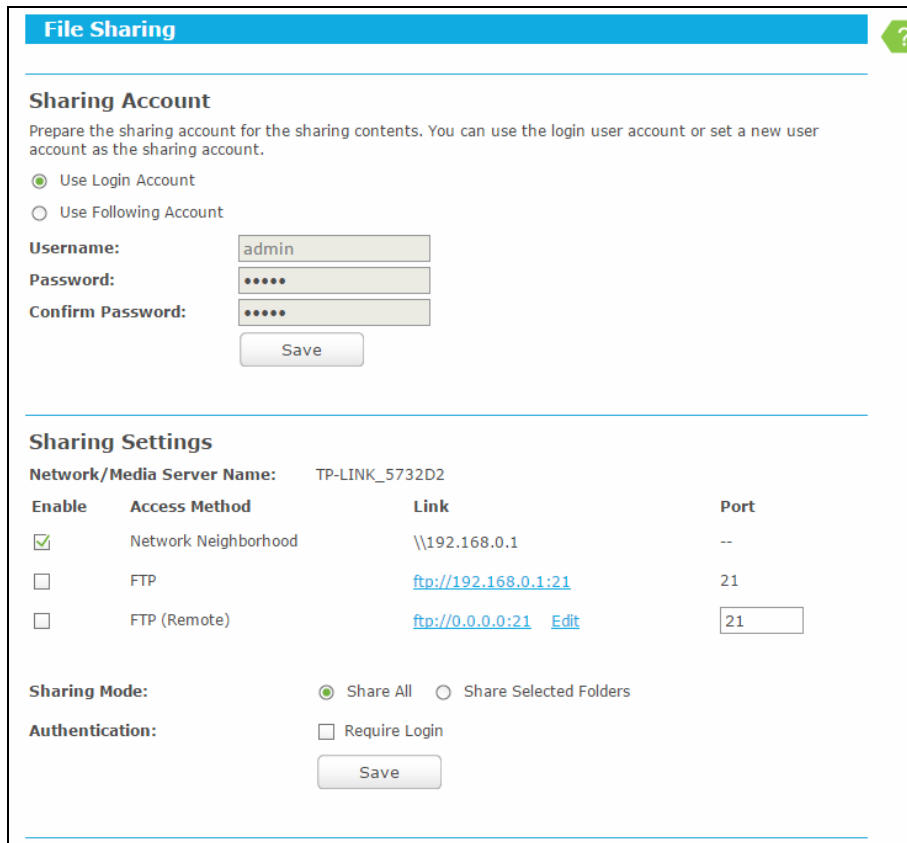 File Sharing
?
Sharing Account
Prepare the sharing account for the sharing contents. You can use the login user account or set a new user
account as the sharing account.
Use Login Account
Use Following Account
Username: admin
Password: •••••
Confirm Password: •••••
Save
Sharing Settings
Network/Media Server Name: TP-LINK_5732D2
Enable Access Method Link Port
Network Neighborhood \\192.168.0.1 --
FTP ftp://192.168.0.1:21 21
FTP (Remote) ftp://0.0.0.0:21 Edit 21
Sharing Mode: Share All Share Selected Folders
Authentication: Require Login
Save